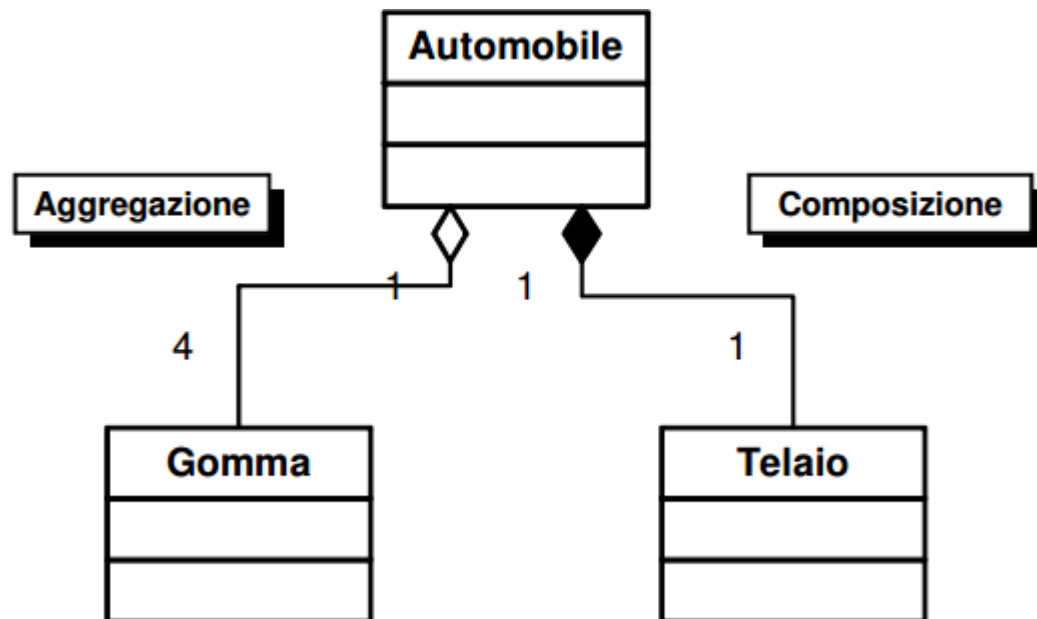 Automobile
Aggregazione
Composizione
1
1
4
1
Gomma
Telaio